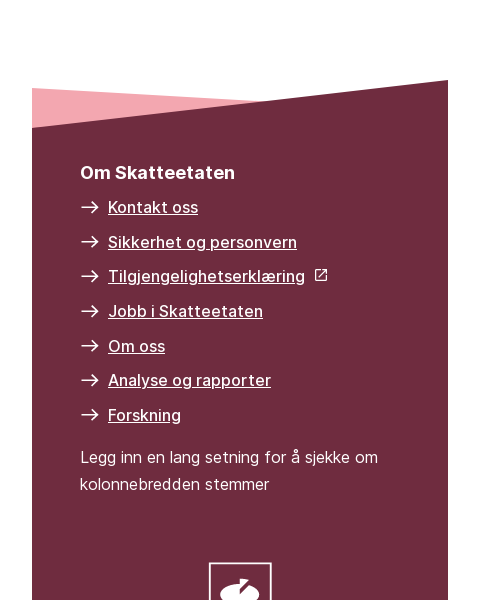 Om Skatteetaten
Kontakt oss
Sikkerhet og personvern
Tilgjengelighetserklæring
Jobb i Skatteetaten
Om oss
Analyse og rapporter
Forskning
Legg inn en lang setning for å sjekke om
kolonnebredden stemmer